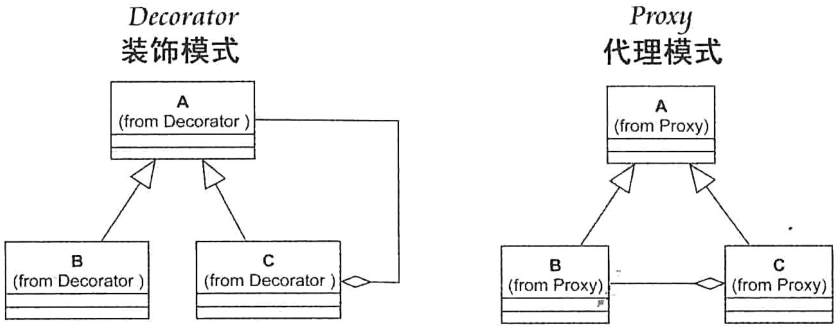 Decorator
装饰模式
A
(from Decorator )
B
(from Decorator )
C
(from Decorator )
Proxy
代理模式
A
(from Proxy)
B
(from Proxy)
C
(from Proxy)